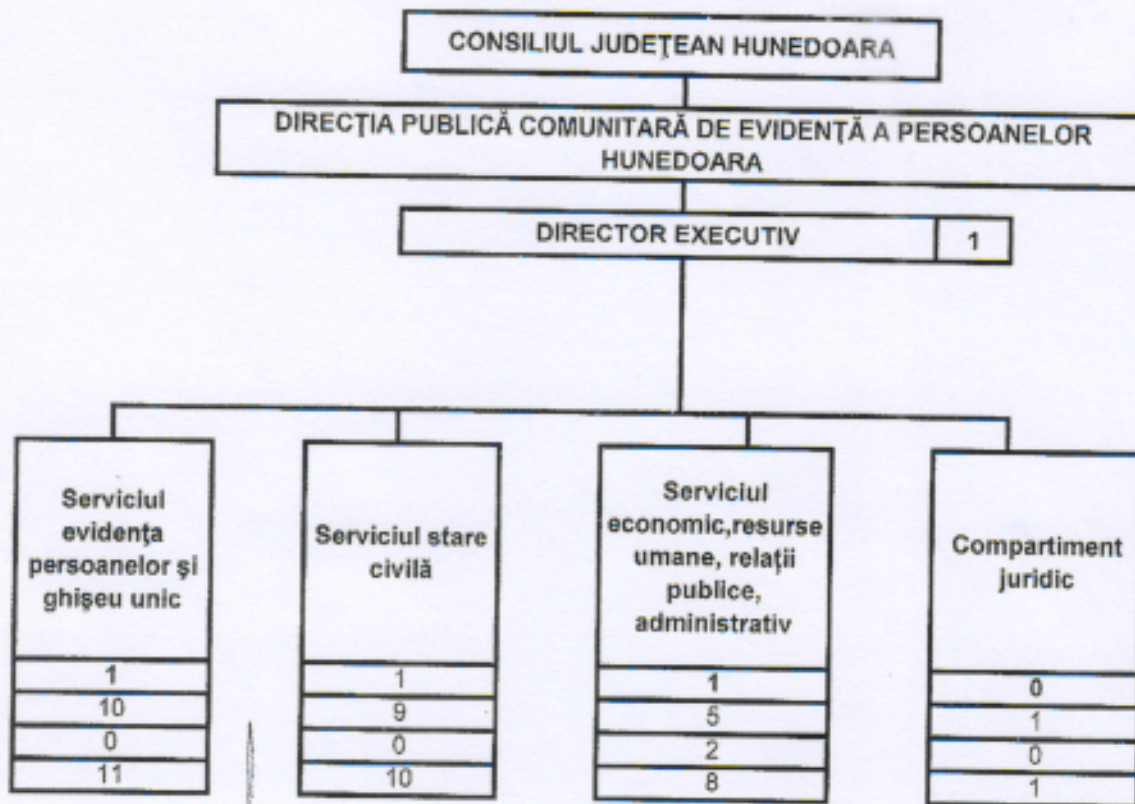 CONSILIUL JUDEŢEAN HUNEDOARA
DIRECŢIA PUBLICĂ COMUNITARĂ DE EVIDENŢĂ A PERSOANELOR
HUNEDOARA
DIRECTOR EXECUTIV
1
Serviciul
evidenţa
persoanelor şi
ghişeu unic
1
10
0
11
Serviciul stare
civilă
1
9
0
10
Serviciul
economic,resurse
umane, relaţii
publice,
administrativ
1
5
2
8
Compartiment
juridic
0
1
0
1